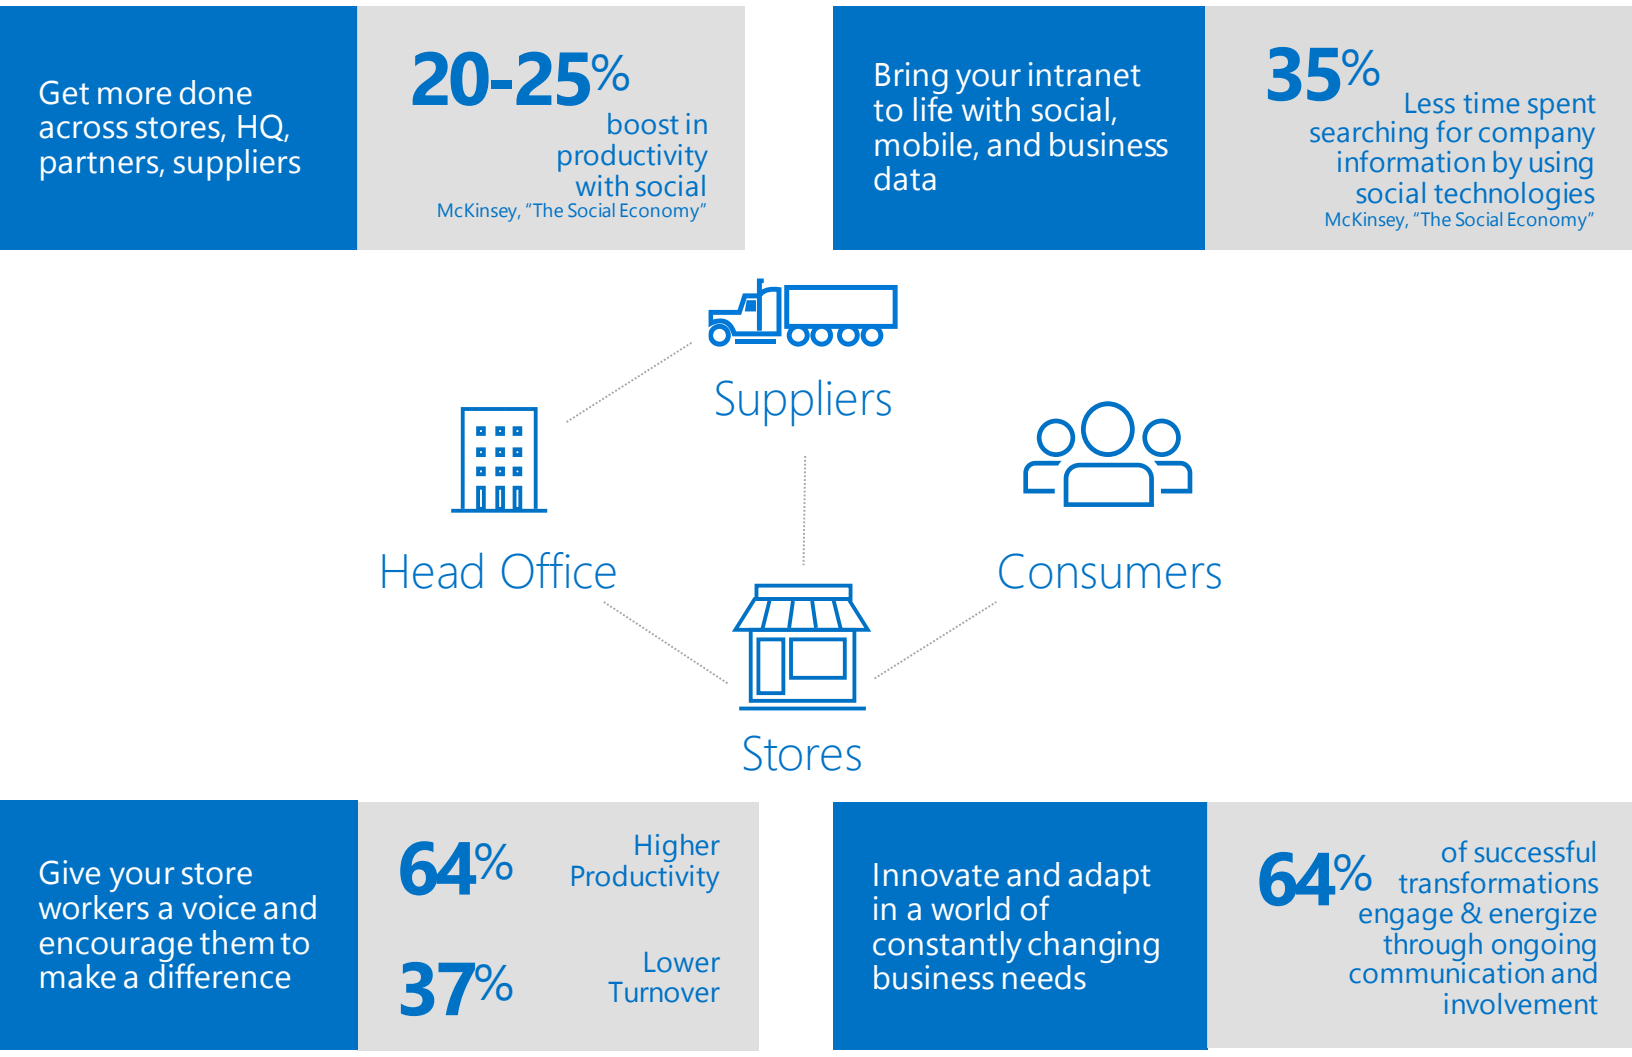 Get more done
across stores, HQ,
partners, suppliers
20-25%
boost in
productivity
with social
McKinsey, “The Social Economy”
Bring your intranet
to life with social,
mobile, and business
data
35%
Less time spent
searching for company
information by using
social technologies
McKinsey, “The Social Economy”
Suppliers
Head Office
Consumers
Stores
Give your store
workers a voice and
encourage them to
make a difference
64%
Higher
Productivity
37%
Lower
Turnover
Innovate and adapt
in a world of
constantly changing
business needs
64%
of successful
transformations
engage & energize
through ongoing
communication and
involvement